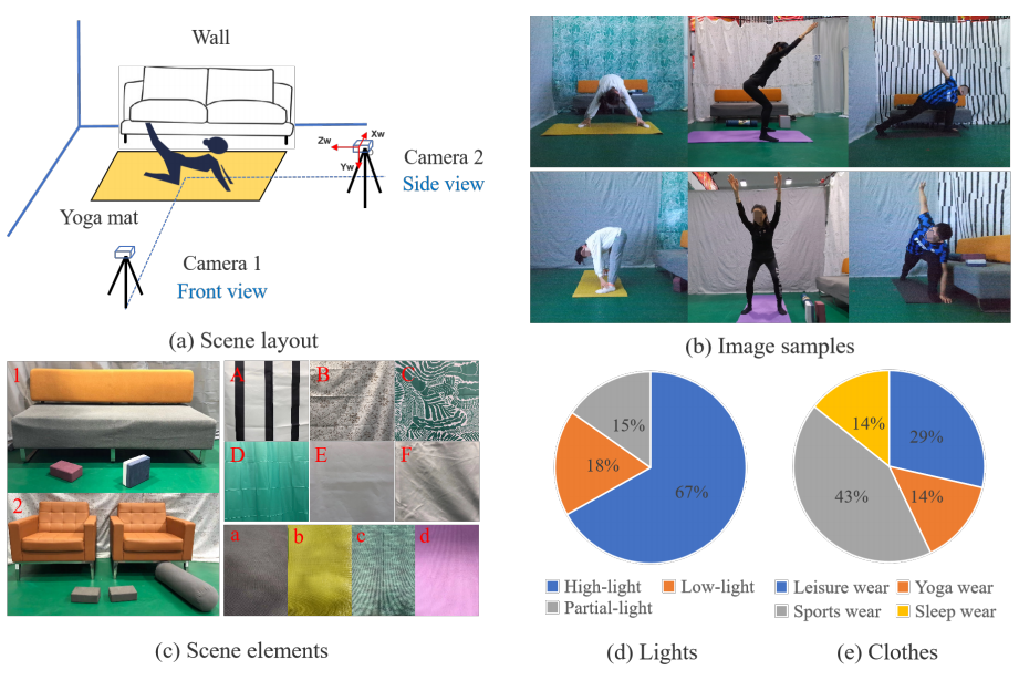 Wall
Xw
Zw
Yw
Camera 2
Side view
Yoga mat
Camera 1
Front view
(a) Scene layout
(b) Image samples
1
2
A
B
C
D
E
F
a
b
c
d
(c) Scene elements
15%
18%
67%
High-light
Low-light
Partial-light
(d) Lights
14%
29%
43%
14%
Leisure wear
Yoga wear
Sports wear
Sleep wear
(e) Clothes